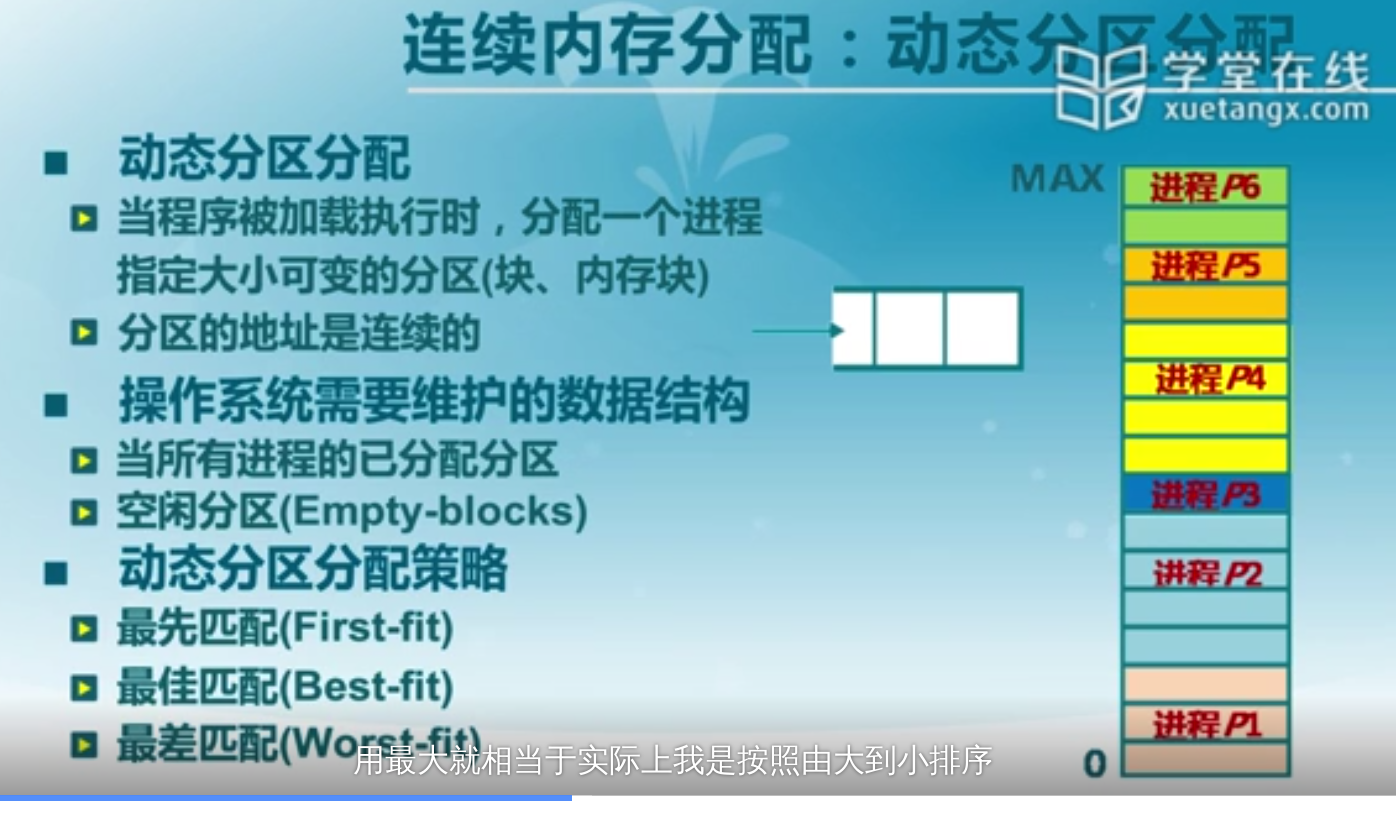 连续内存分配：动态分区分配
学堂在线
xuetangx.com
动态分区分配
当程序被加载执行时，分配一个进程
指定大小可变的分区(块、内存块)
分区的地址是连续的
操作系统需要维护的数据结构
当所有进程的已分配分区
空闲分区(Empty-blocks)
动态分区分配策略
最先匹配(First-fit)
最佳匹配(Best-fit)
最差匹配(Worst-fit)
MAX
进程P6
进程P5
进程P4
进程P3
进程P2
进程P1
0
用最大就相当于实际上我是按照由大到小排序